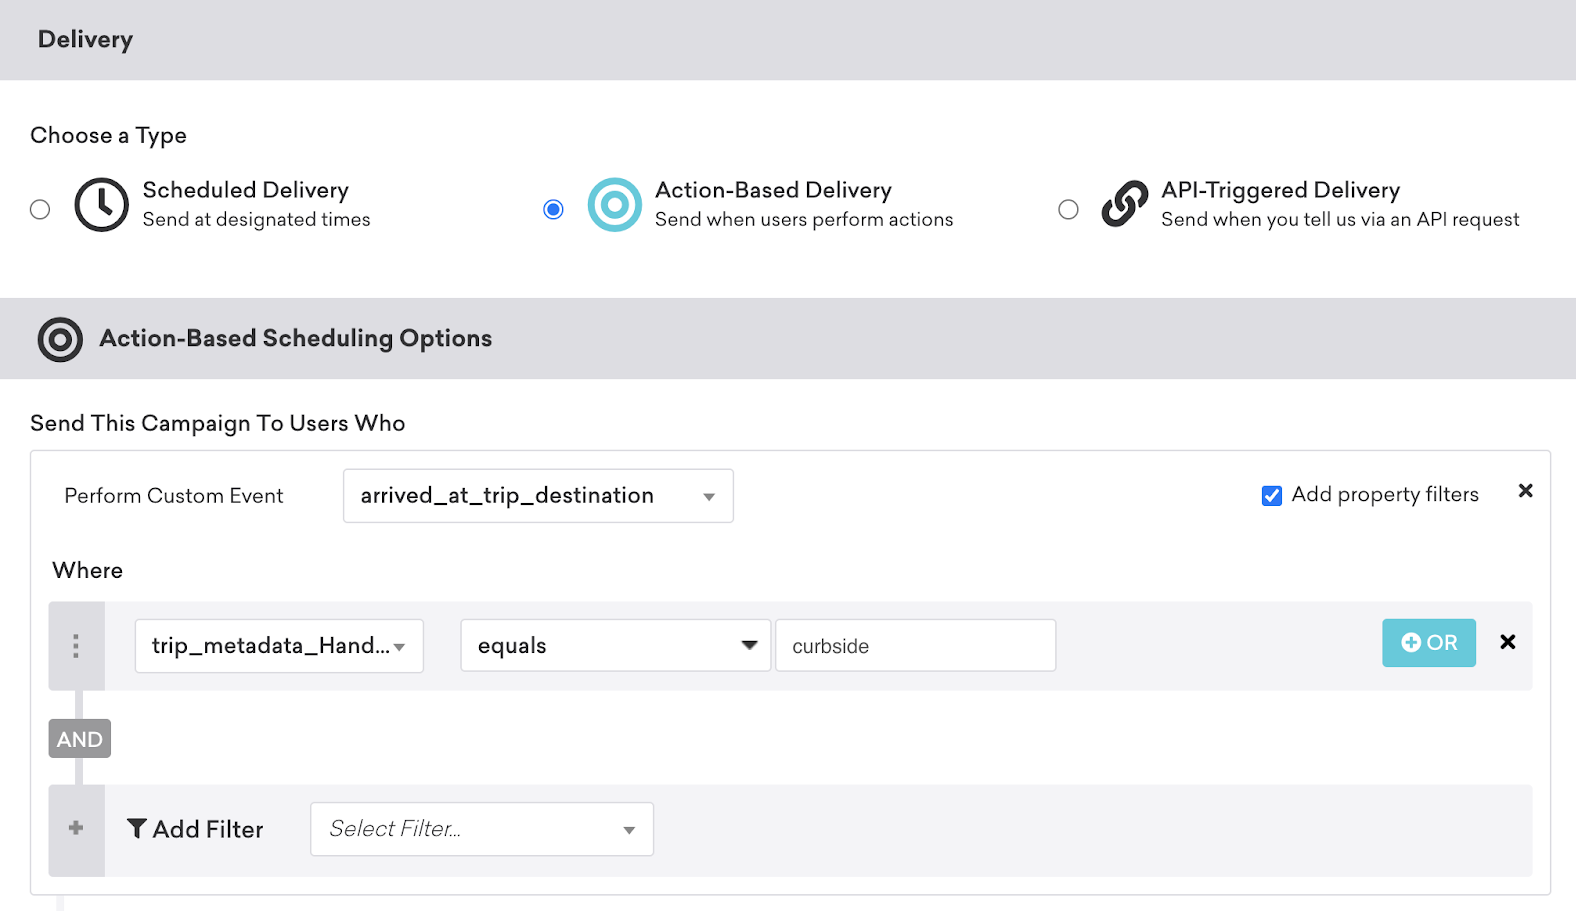 Delivery
Choose a Type
Scheduled Delivery
Send at designated times
Action-Based Delivery
Send when users perform actions
API-Triggered Delivery
Send when you tell us via an API request
Action-Based Scheduling Options
Send This Campaign To Users Who
Perform Custom Event
arrived_at_trip_destination
Add property filters
Where
trip_metadata_Hand...
equals
curbside
OR
AND
Add Filter
Select Filter...